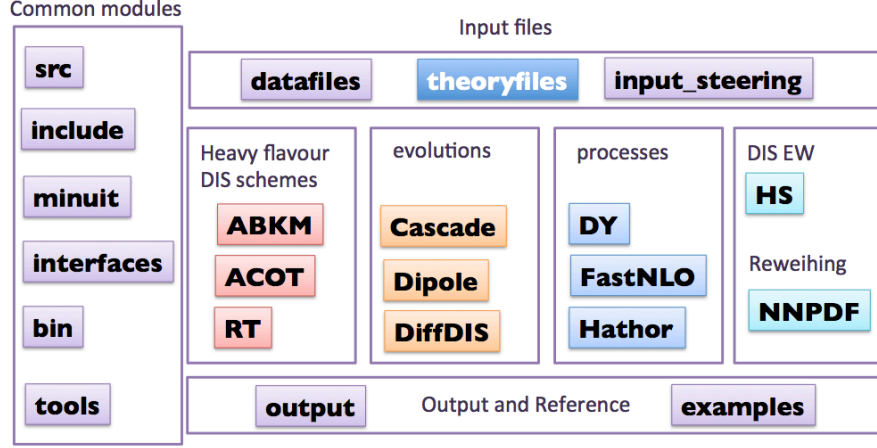 Common modules
src
include
minuit
interfaces
bin
tools
Input files
datafiles
theoryfiles
input_steering
Heavy flavour
DIS schemes
ABKM
ACOT
RT
evolutions
Cascade
Dipole
DiffDIS
processes
DY
FastNLO
Hathor
DIS EW
HS
Reweihing
NNPDF
output
Output and Reference
examples